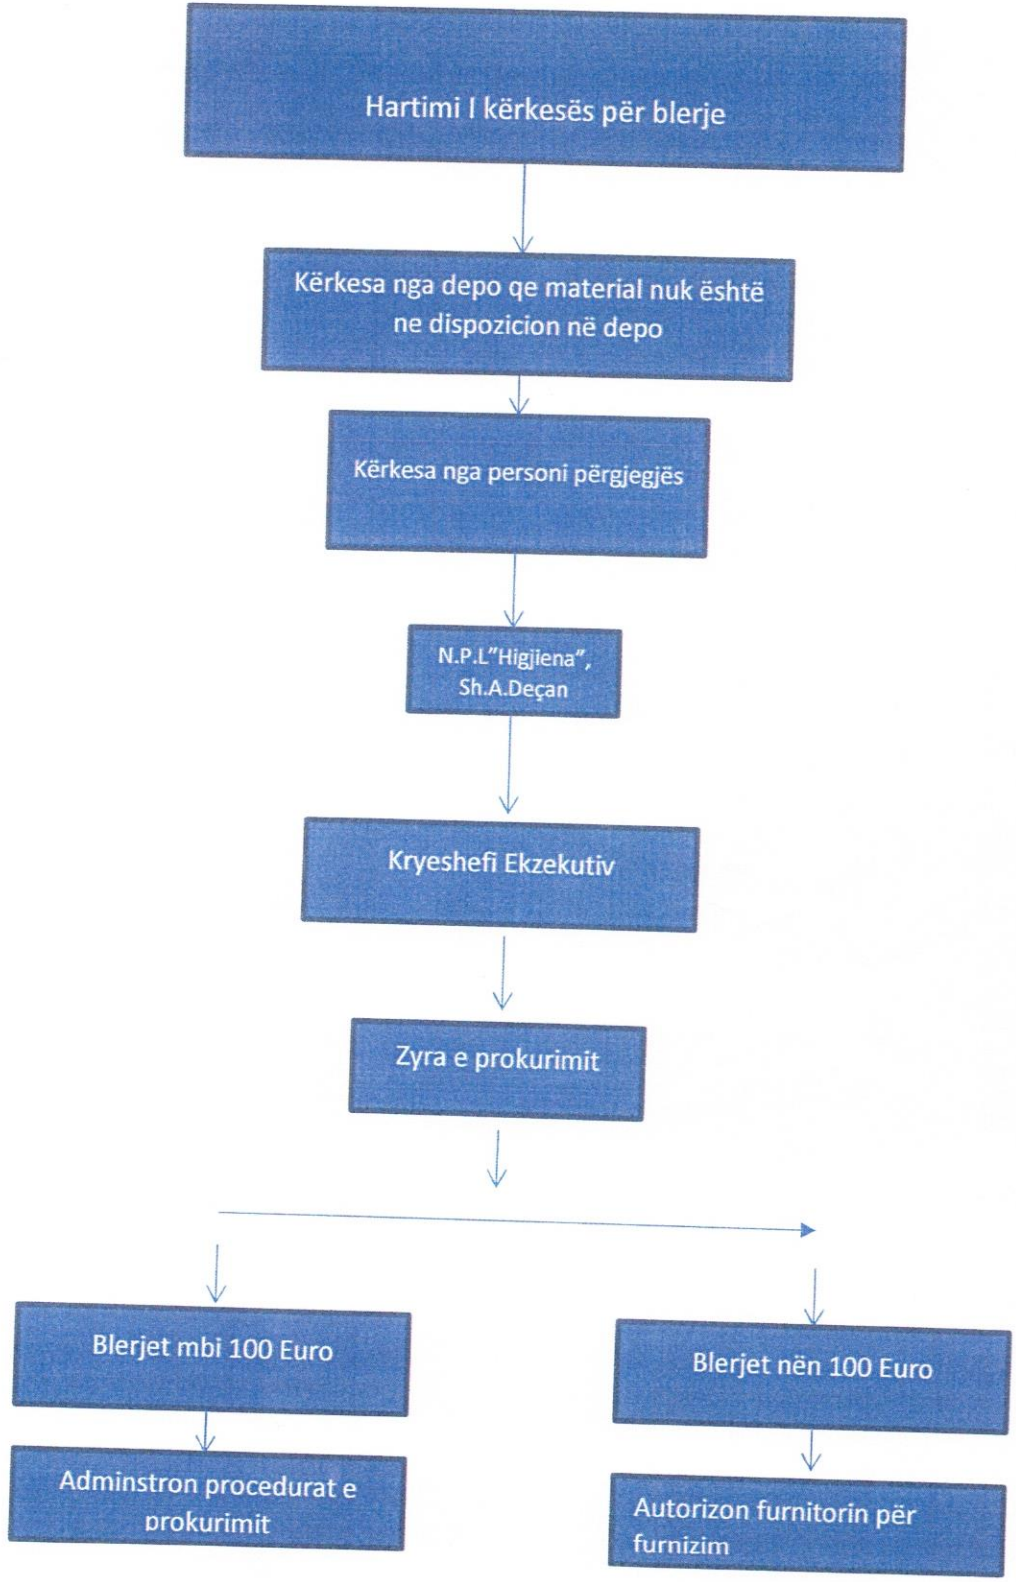 Hartimi I kërkesës për blerje
Kërkesa nga depo qe material nuk është
ne dispozicion në depo
Kërkesa nga personi përgjegjës
N.P.L"Higjiena",
Sh.A.Deçan
Kryeshefi Ekzekutiv
Zyra e prokurimit
Blerjet mbi 100 Euro
Blerjet nën 100 Euro
Adminstron procedurat e
prokurimit
Autorizon furnitorin për
furnizim